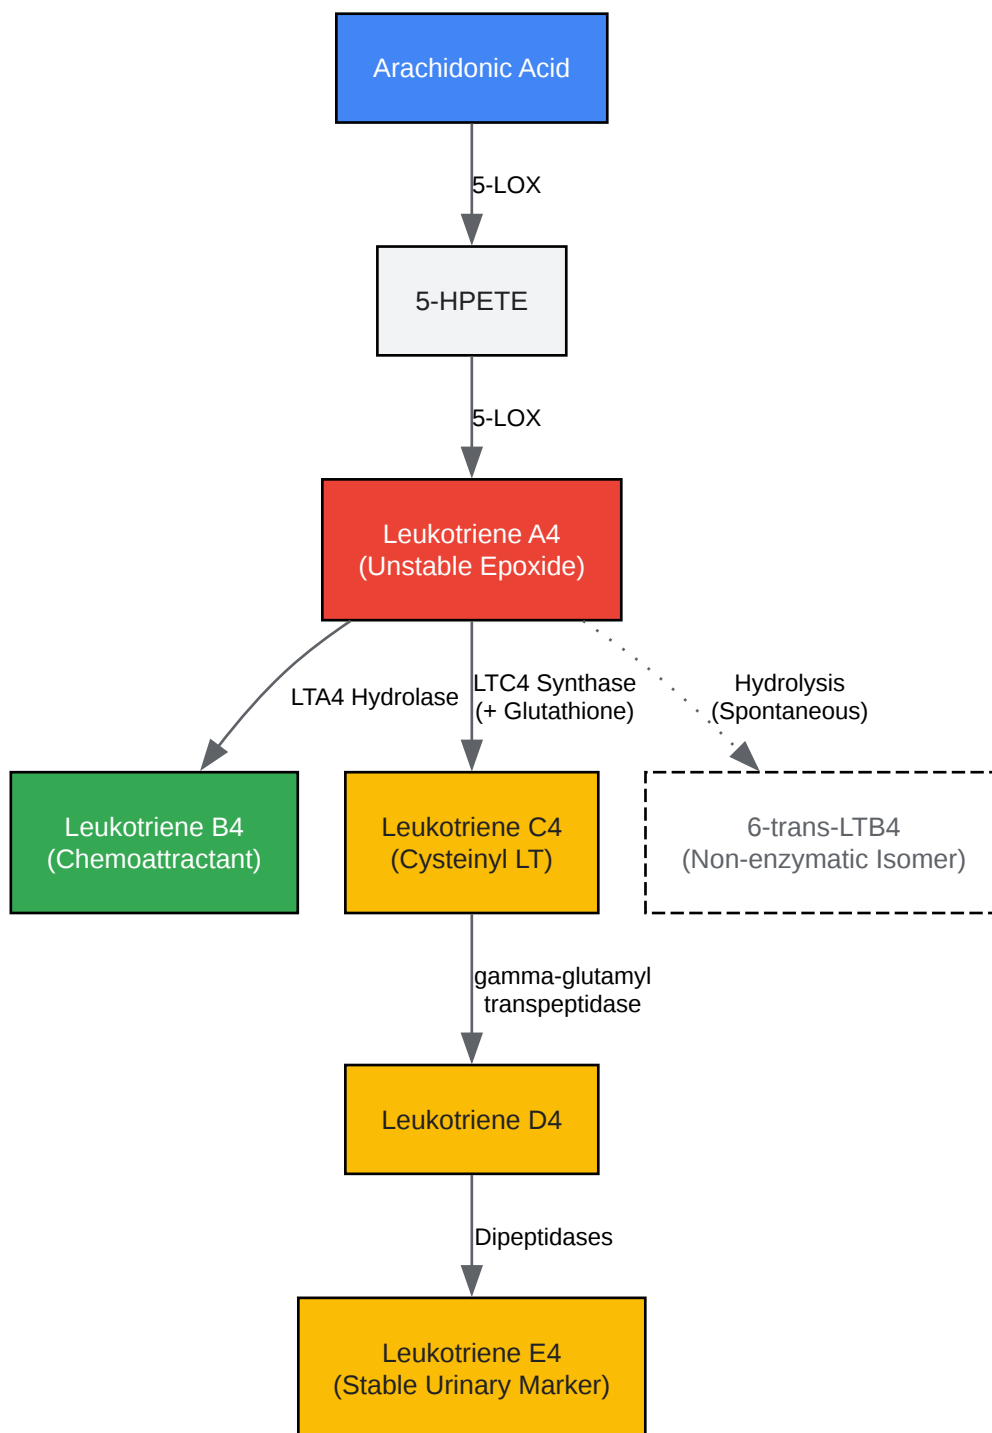 Arachidonic Acid
5-LOX
5-HPETE
5-LOX
Leukotriene A4
(Unstable Epoxide)
LTA4 Hydrolase
LTC4 Synthase
(+ Glutathione)
Hydrolysis
(Spontaneous)
Leukotriene B4
(Chemoattractant)
Leukotriene C4
(Cysteinyl LT)
6-trans-LTB4
(Non-enzymatic Isomer)
gamma-glutamyl
transpeptidase
Leukotriene D4
Dipeptidases
Leukotriene E4
(Stable Urinary Marker)